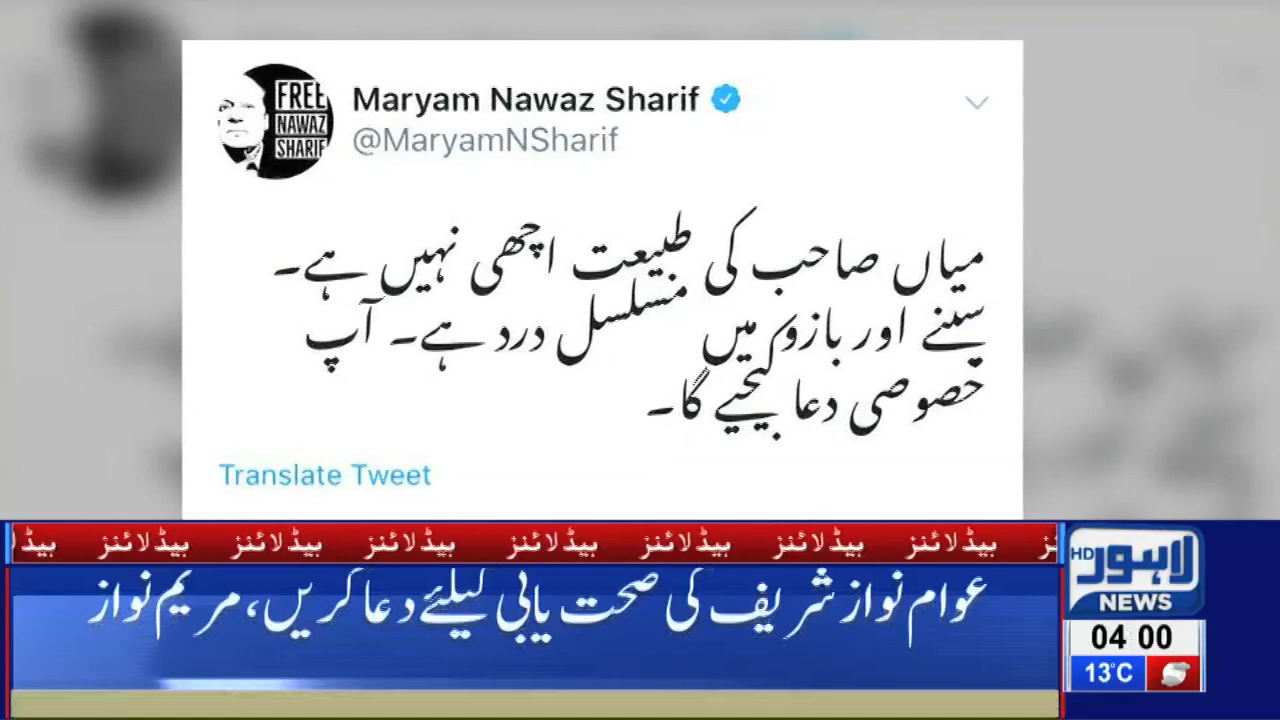 FREE
NAWAZ
SHARIF
Maryam Nawaz Sharif
@MaryamNSharif
میاں صاحب کی طبیعت اچھی نہیں ہے۔
سینے اور بازو میں مسلسل درد ہے۔ آپ
خصوصی دعا کیجیے گا۔
Translate Tweet
ہیڈلائنز ہیڈلائنز ہیڈلائنز ہیڈلائنز ہیڈلائنز ہیڈلائنز ہیڈلائنز
عوام نواز شریف کی صحت یابی کیلئے دعا کریں، مریم نواز
لاہور HD
NEWS
04 00
13°C